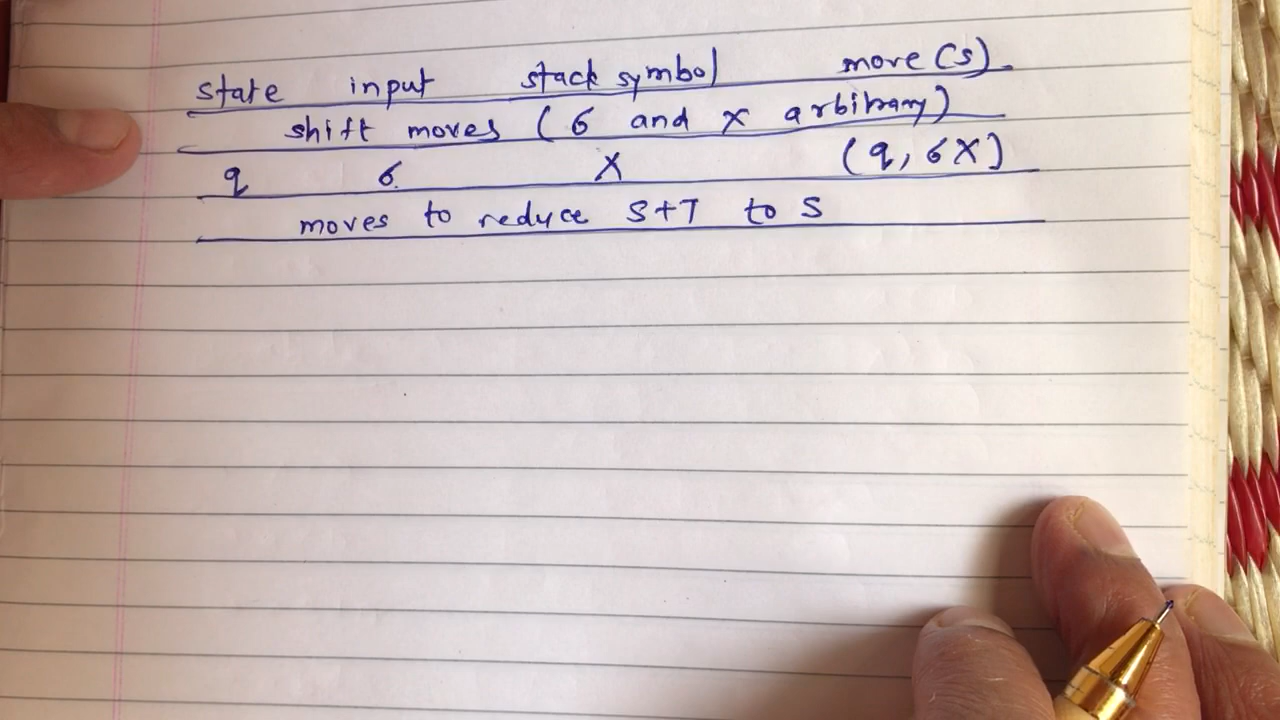 state input stack symbol move(s).
shift moves (σ and X arbitrary)
q σ X (q, σX)
moves to reduce S+T to S